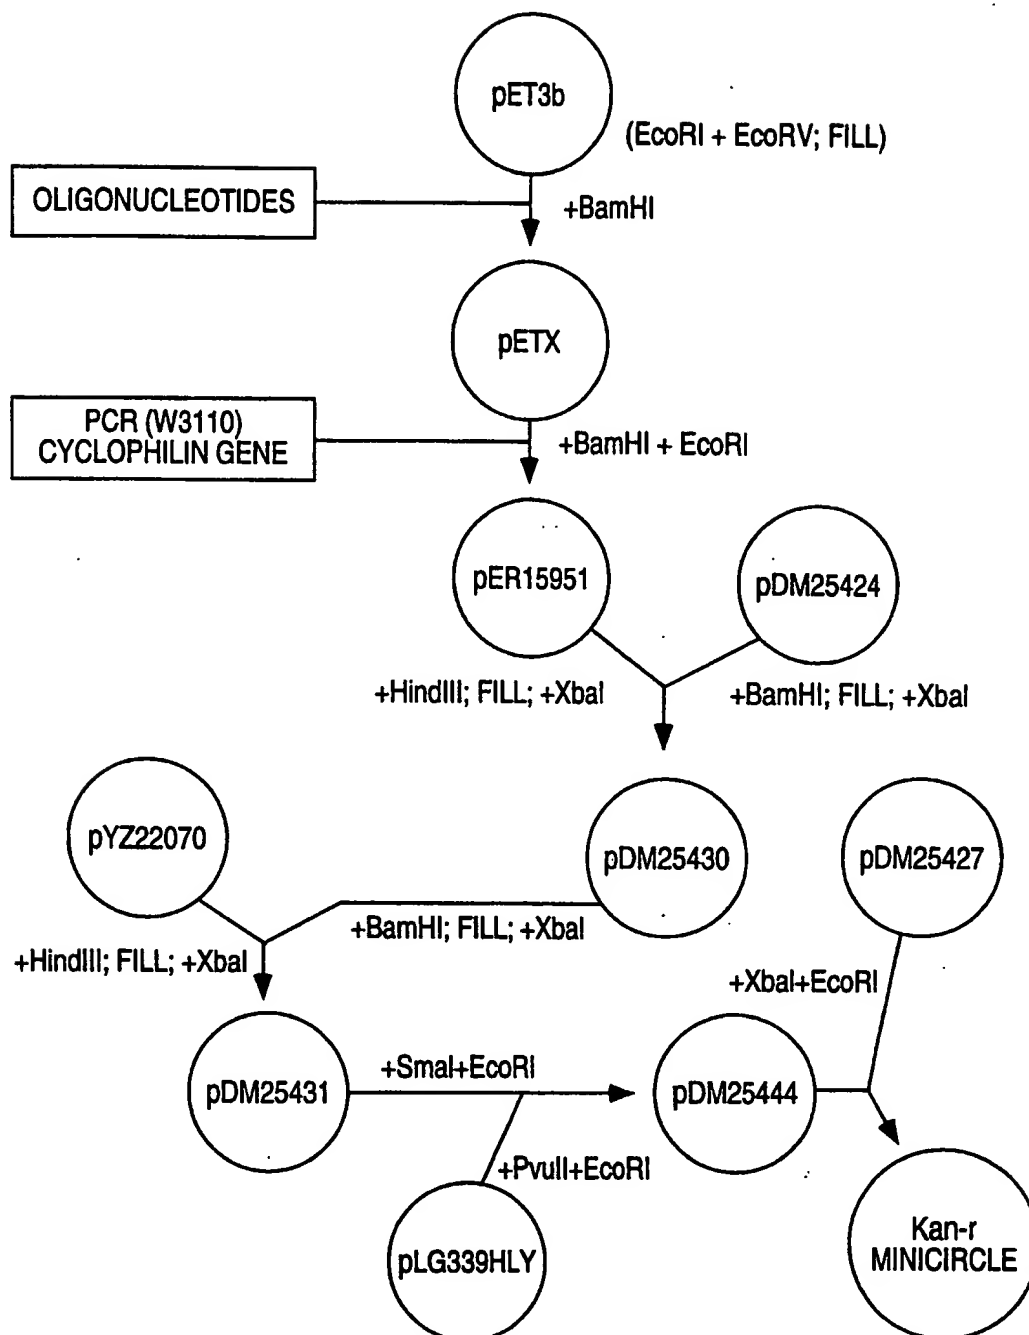 pET3b
(EcoRI + EcoRV; FILL)
OLIGONUCLEOTIDES
+BamHI
pETX
PCR (W3110)
CYCLOPHILIN GENE
+BamHI + EcoRI
pER15951
pDM25424
+HindIII; FILL; +XbaI
+BamHI; FILL; +XbaI
pYZ22070
pDM25430
pDM25427
+BamHI; FILL; +XbaI
+HindIII; FILL; +XbaI
+XbaI+EcoRI
pDM25431
+SmaI+EcoRI
pDM25444
+PvuII+EcoRI
pLG339HLY
Kan-r
MINICIRCLE